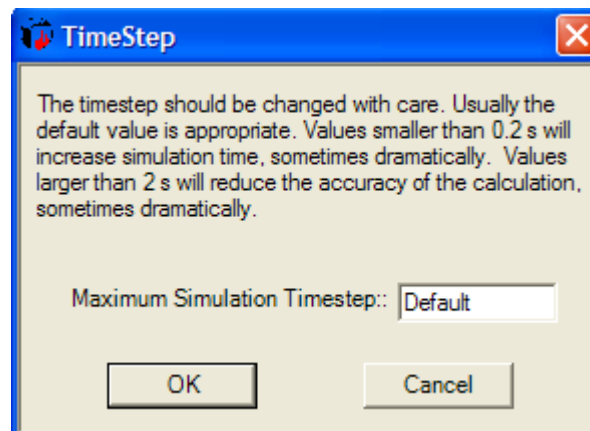 TimeStep
The timestep should be changed with care. Usually the
default value is appropriate. Values smaller than 0.2 s will
increase simulation time, sometimes dramatically.  Values
larger than 2 s will reduce the accuracy of the calculation,
sometimes dramatically.
Maximum Simulation Timestep:: Default
OK Cancel